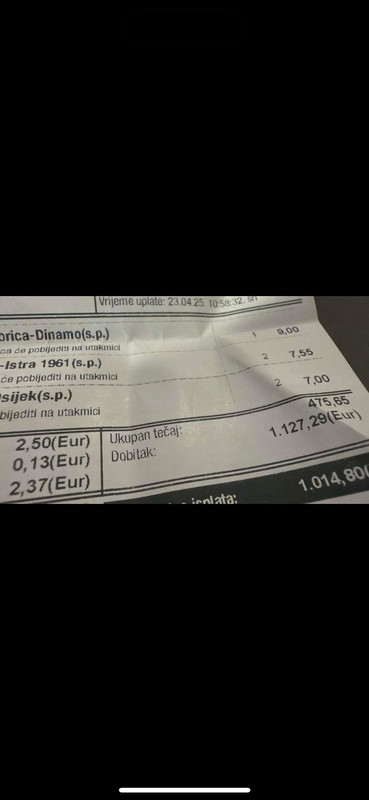 Vrijeme uplate: 23.04.25 10:58:32.
orica-Dinamo(s.p.) 1 9,00
ca će pobijediti na utakmici
-Istra 1961(s.p.) 2 7,55
će pobijediti na utakmici
sijek(s.p.) 2 7,00
bijediti na utakmici
2,50(Eur) Ukupan tečaj: 475,65
0,13(Eur) Dobitak: 1.127,29(Eur)
2,37(Eur)
isplata: 1.014,80(